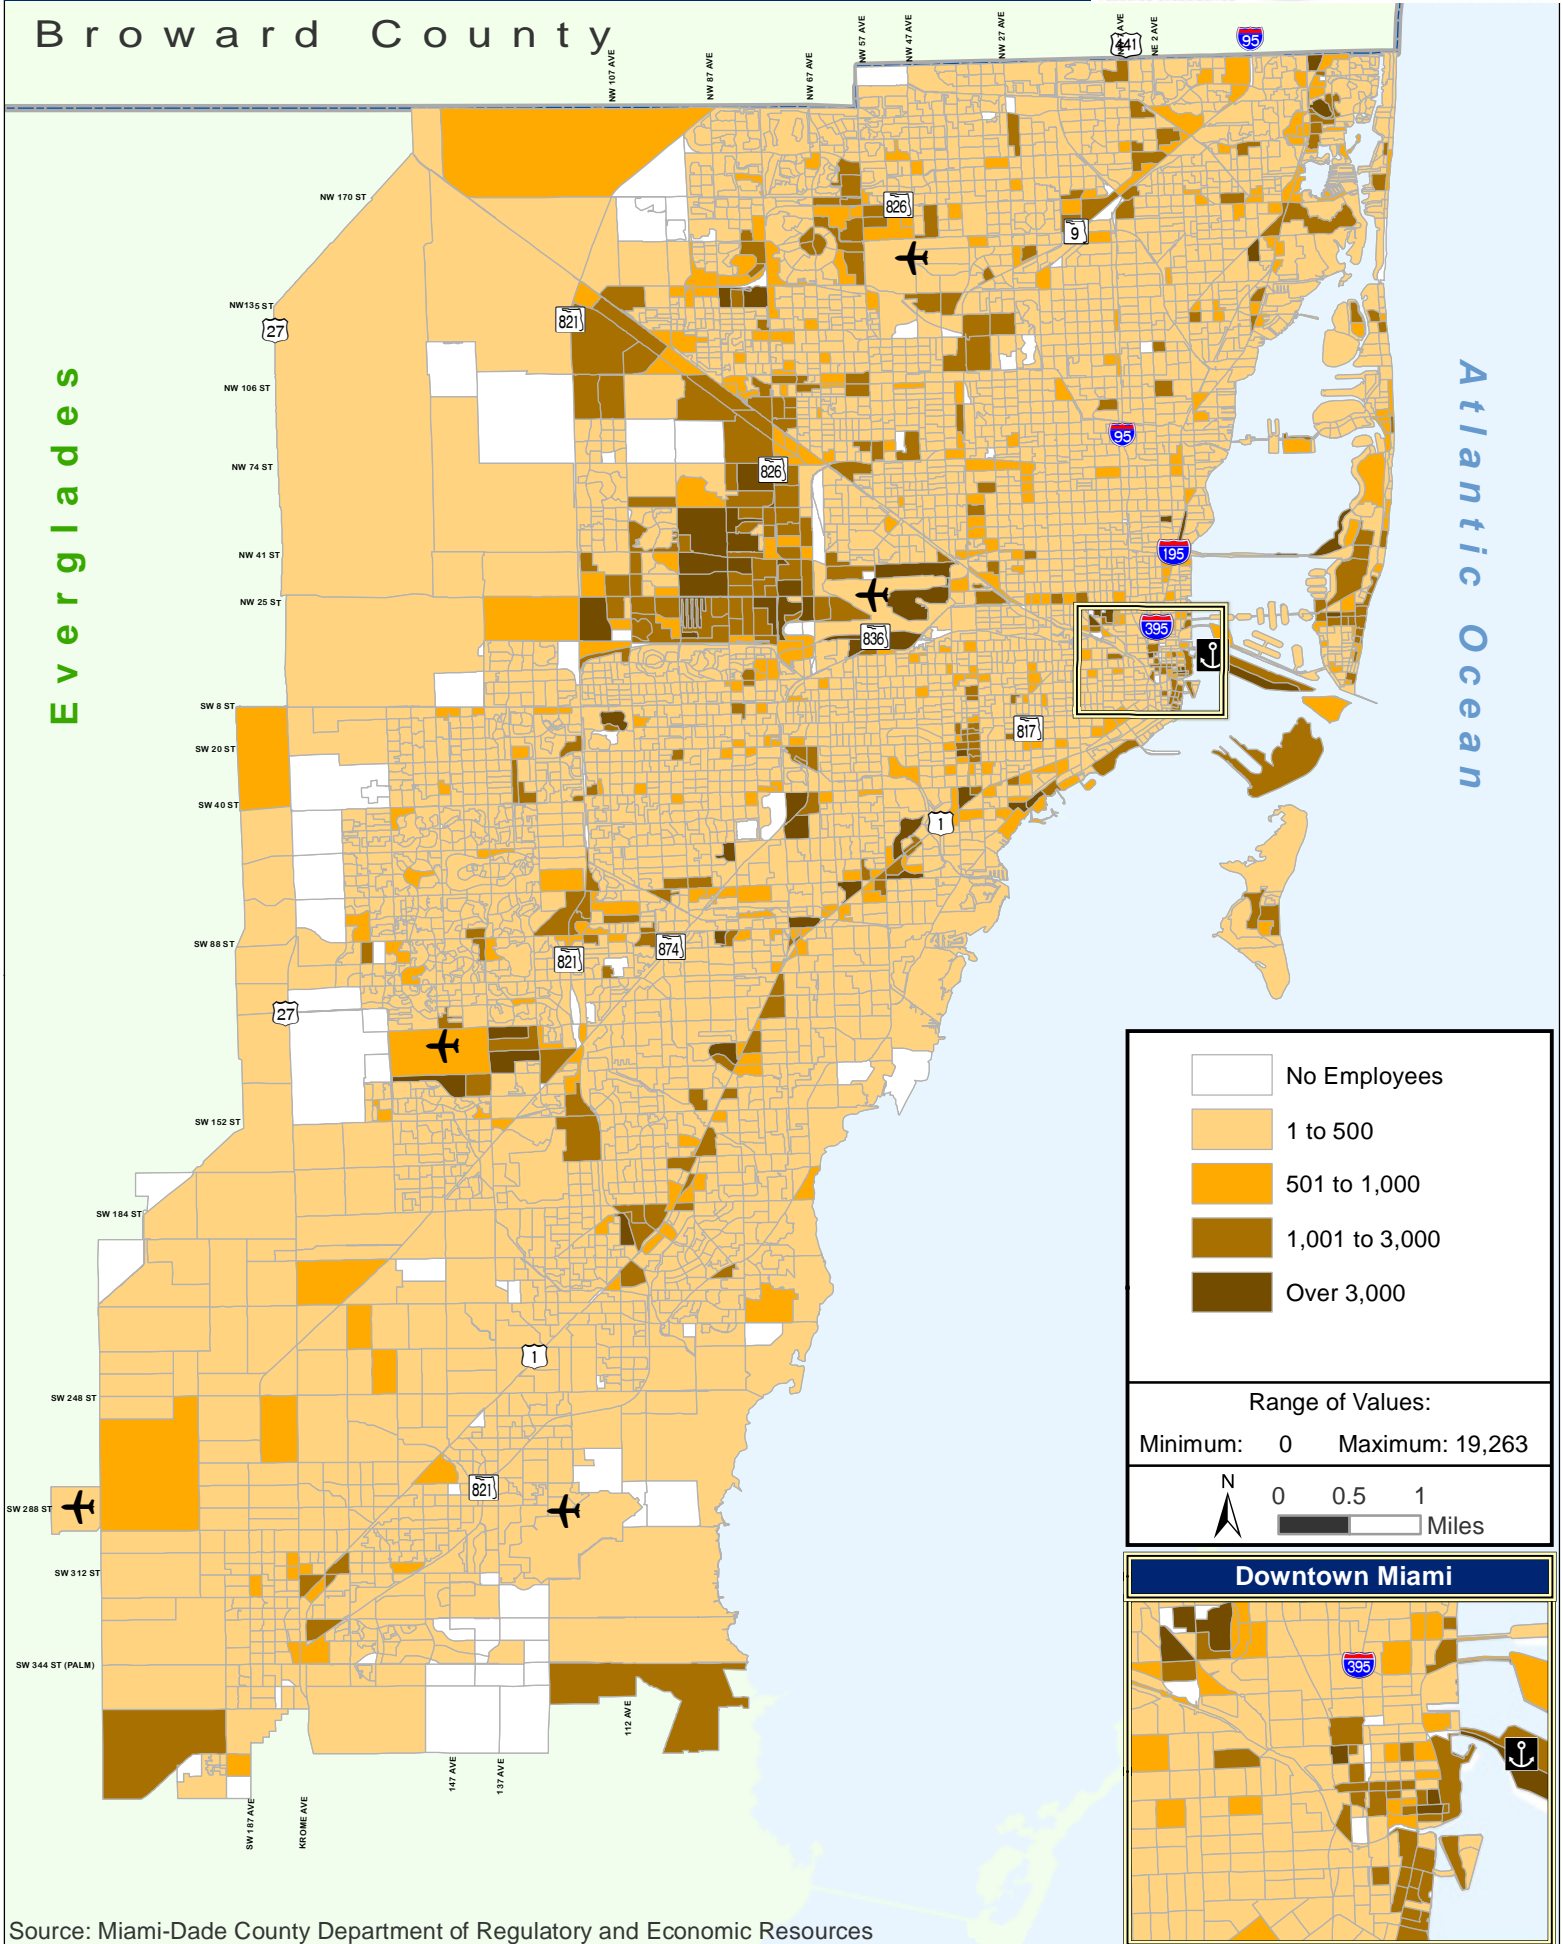 Broward County
NW 107 AVE
NW 87 AVE
NW 67 AVE
NW 57 AVE
NW 47 AVE
NW 27 AVE
441
AVE
NE 2 AVE
95
NW 170 ST
826
9
NW135 ST
27
821
NW 106 ST
Everglades
Atlantic Ocean
95
NW 74 ST
826
NW 41 ST
195
NW 25 ST
836
395
SW 8 ST
817
SW 20 ST
SW 40 ST
1
SW 88 ST
821
874
27
SW 152 ST
SW 184 ST
1
SW 248 ST
821
SW 288 ST
SW 312 ST
SW 344 ST (PALM)
112 AVE
147 AVE
137 AVE
SW 187 AVE
KROME AVE
No Employees
1 to 500
501 to 1,000
1,001 to 3,000
Over 3,000
Range of Values:
Minimum: 0 Maximum: 19,263
N
0 0.5 1
Miles
Downtown Miami
395
Source: Miami-Dade County Department of Regulatory and Economic Resources